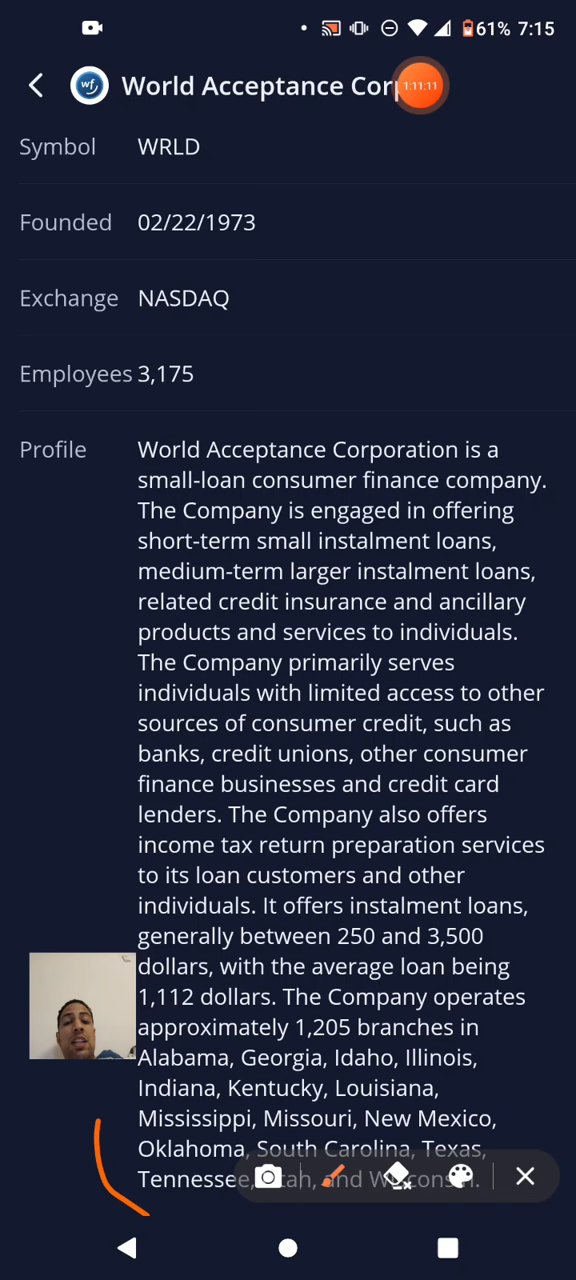 61% 7:15
wf
World Acceptance Corp
1:11:11
Symbol WRLD
Founded 02/22/1973
Exchange NASDAQ
Employees 3,175
Profile World Acceptance Corporation is a
small-loan consumer finance company.
The Company is engaged in offering
short-term small instalment loans,
medium-term larger instalment loans,
related credit insurance and ancillary
products and services to individuals.
The Company primarily serves
individuals with limited access to other
sources of consumer credit, such as
banks, credit unions, other consumer
finance businesses and credit card
lenders. The Company also offers
income tax return preparation services
to its loan customers and other
individuals. It offers instalment loans,
generally between 250 and 3,500
dollars, with the average loan being
1,112 dollars. The Company operates
approximately 1,205 branches in
Alabama, Georgia, Idaho, Illinois,
Indiana, Kentucky, Louisiana,
Mississippi, Missouri, New Mexico,
Oklahoma, South Carolina, Texas,
Tennessee, Utah, and Wisconsin.